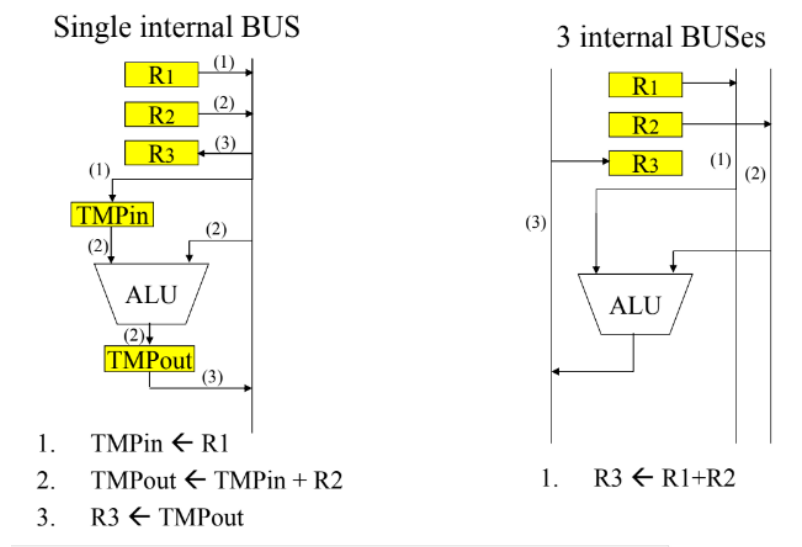 Single internal BUS
R1
(1)
R2
(2)
R3
(3)
(1)
TMPin
(2)
(2)
ALU
(2)
TMPout
(3)
1. TMPin ← R1
2. TMPout ← TMPin + R2
3. R3 ← TMPout
3 internal BUSes
R1
R2
R3
(1)
(2)
(3)
ALU
1. R3 ← R1+R2